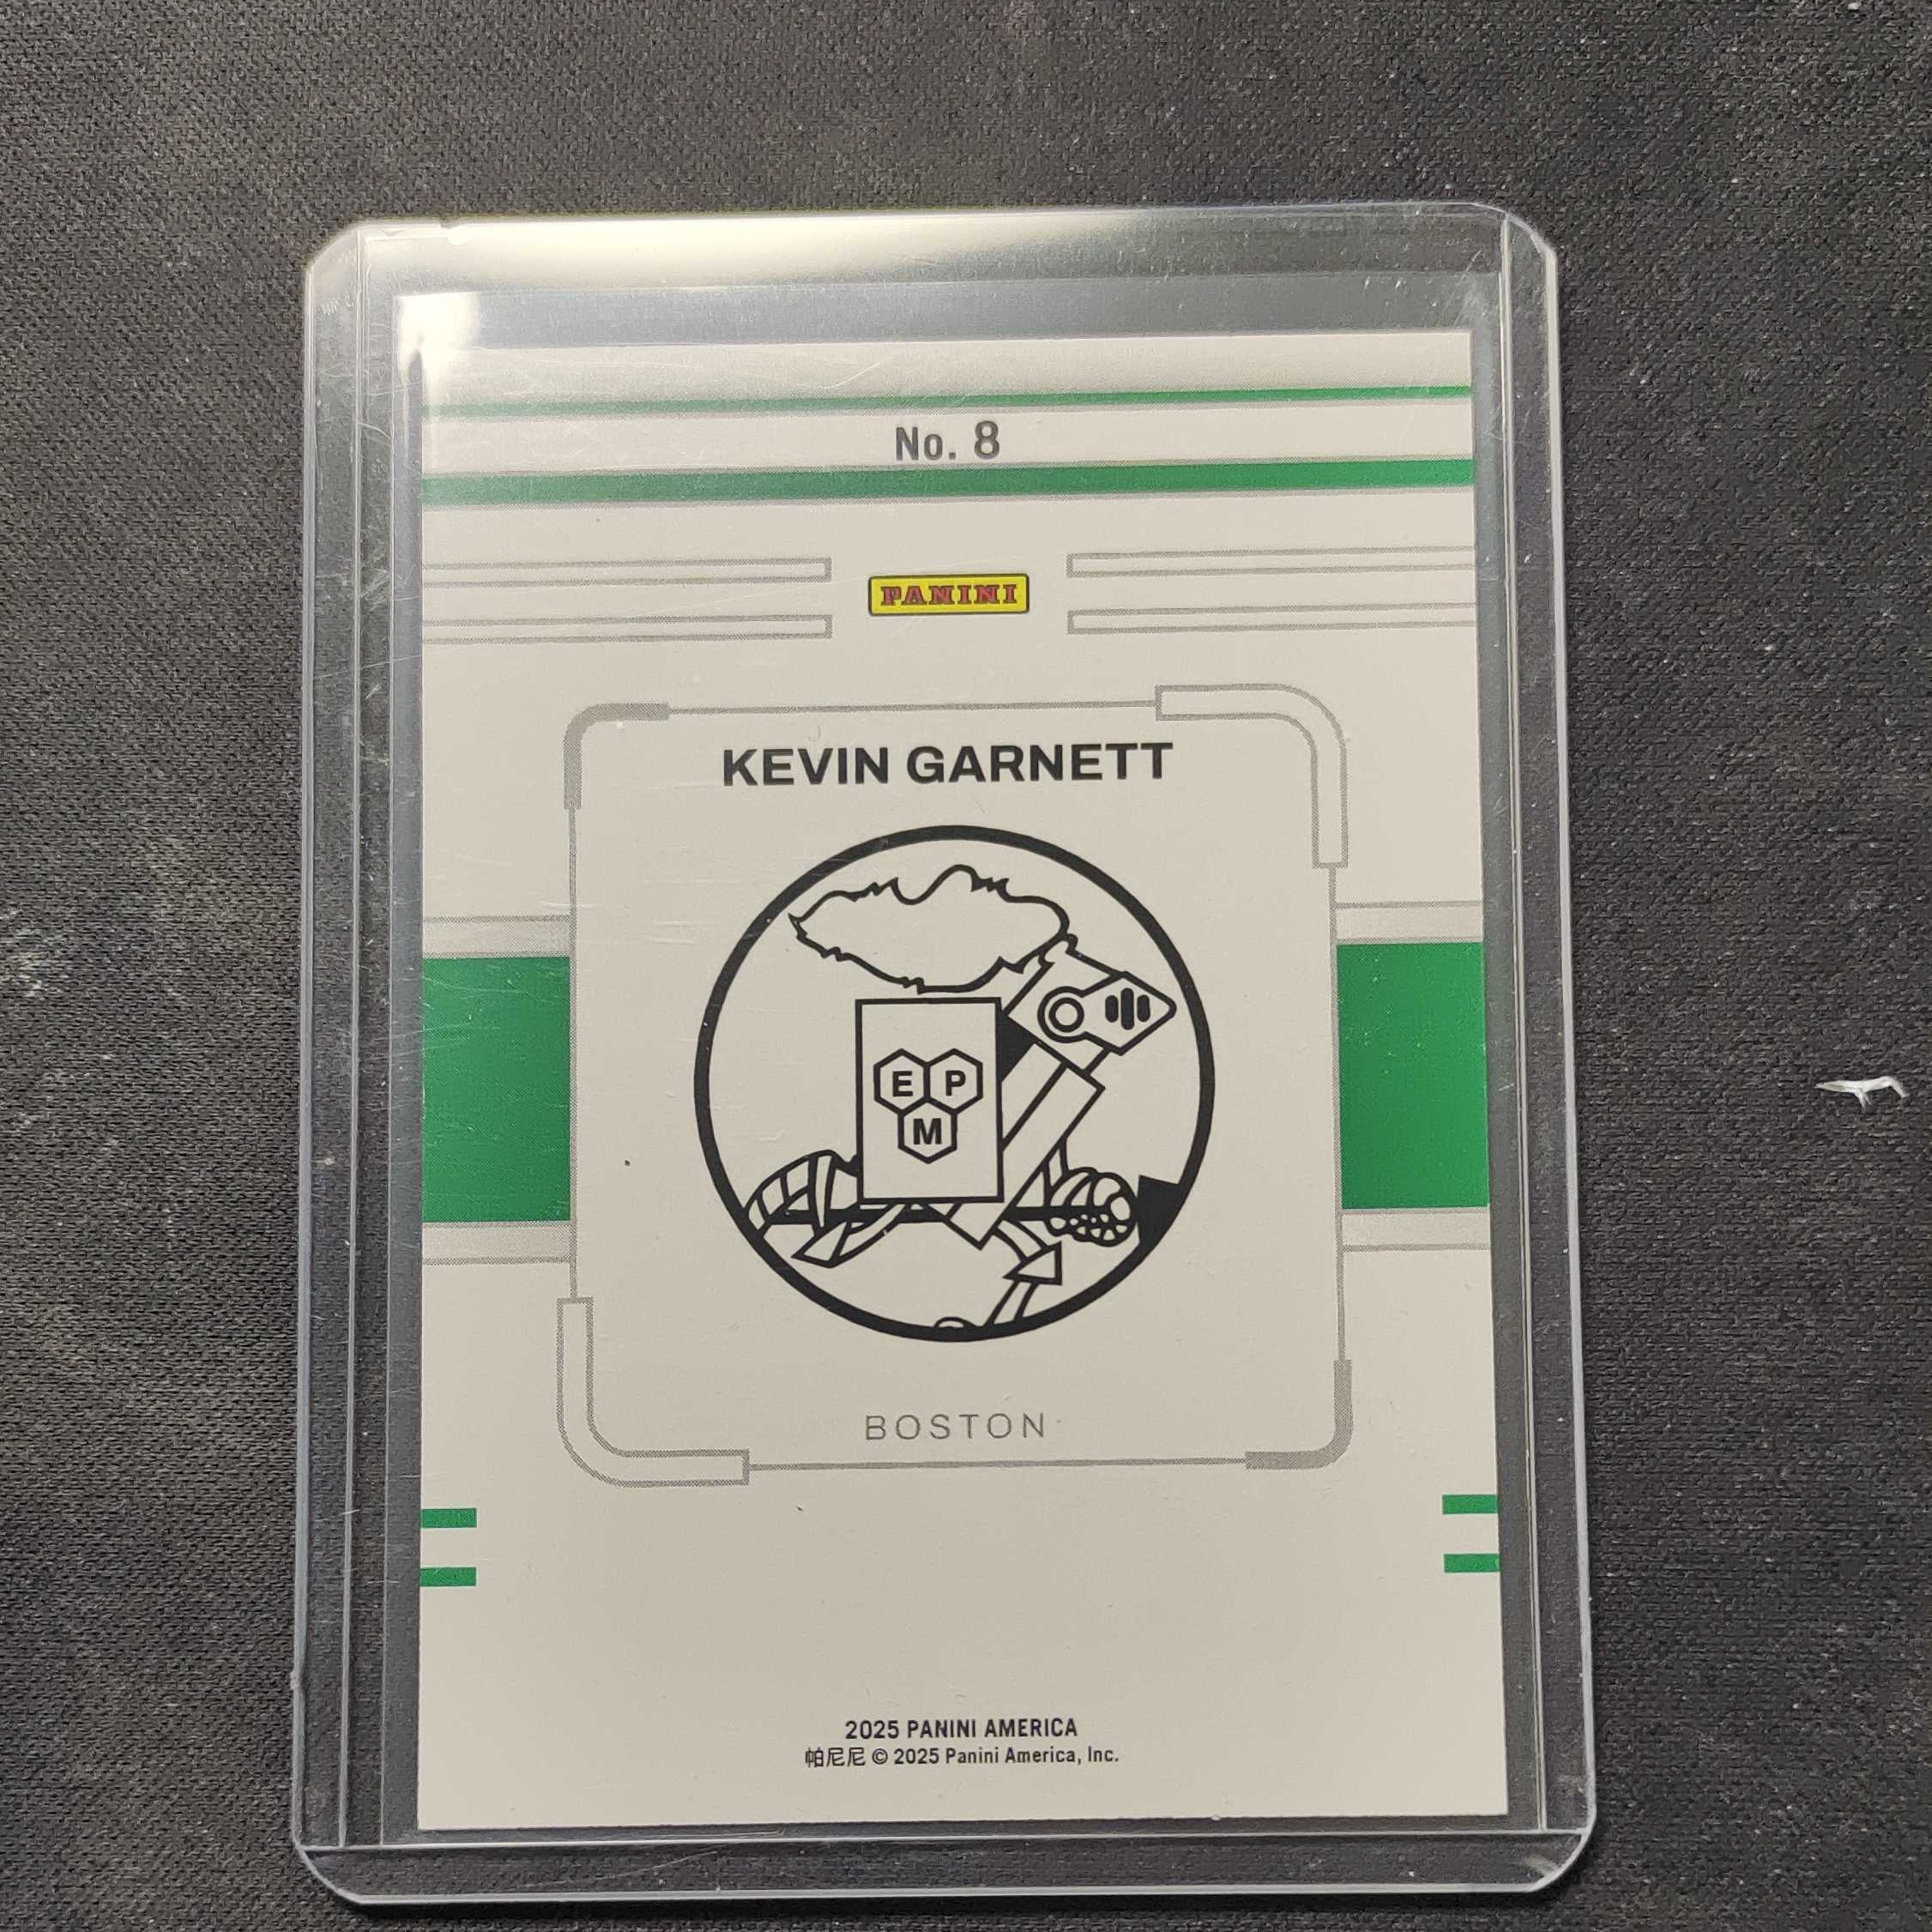 No. 8
PANINI
KEVIN GARNETT
E P
M
BOSTON
2025 PANINI AMERICA
帕尼尼 © 2025 Panini America, Inc.